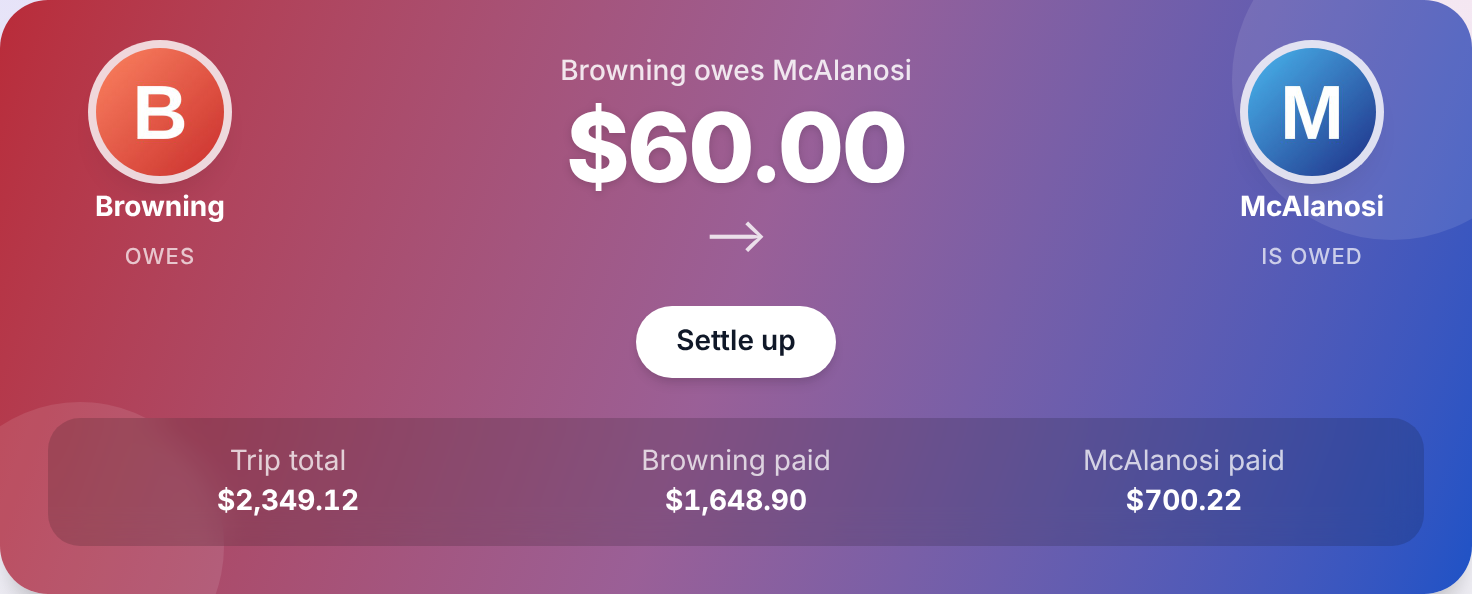 B
Browning
OWES
Browning owes McAlanosi
$60.00
→
M
McAlanosi
IS OWED
Settle up
Trip total
$2,349.12
Browning paid
$1,648.90
McAlanosi paid
$700.22